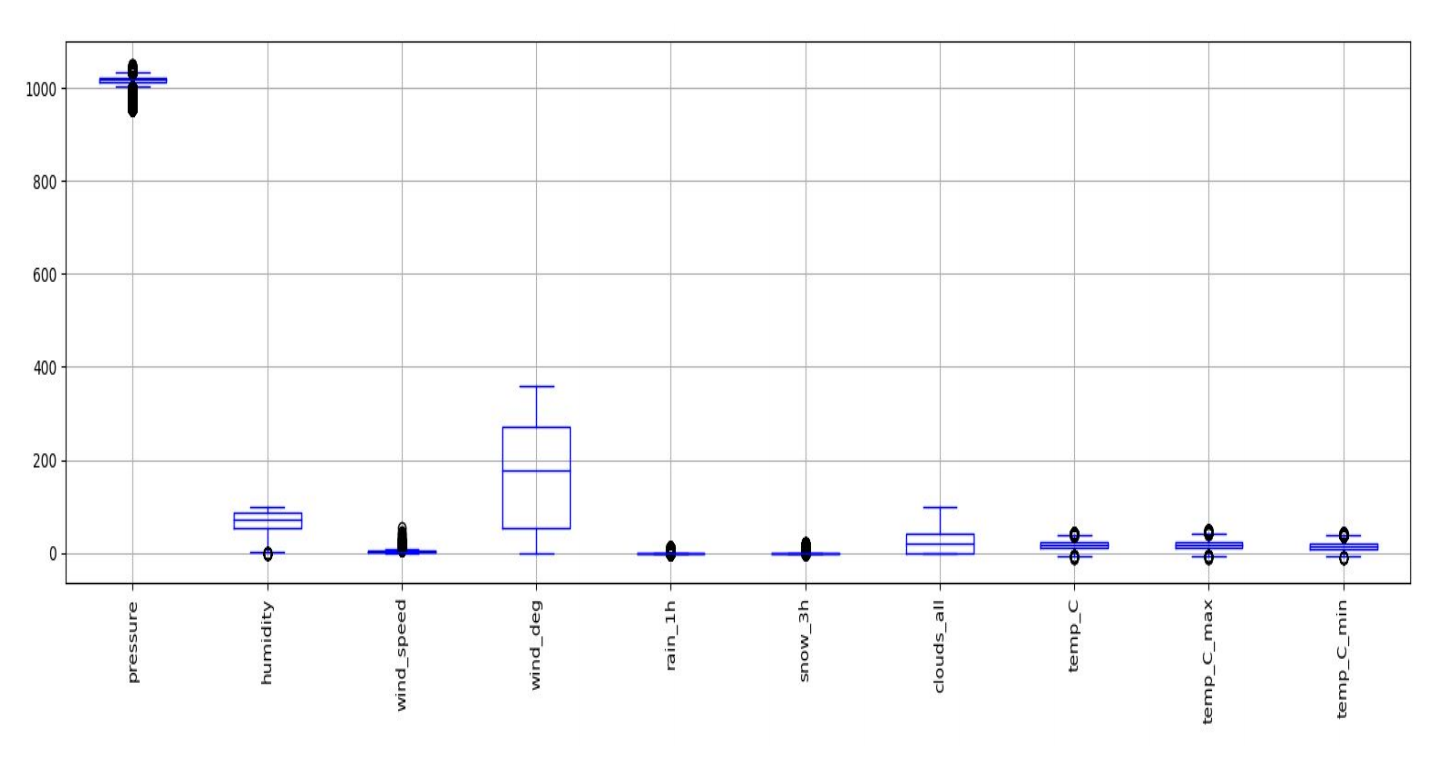 1000
800
600
400
200
0
pressure
humidity
wind_speed
wind_deg
rain_1h
snow_3h
clouds_all
temp_C
temp_C_max
temp_C_min